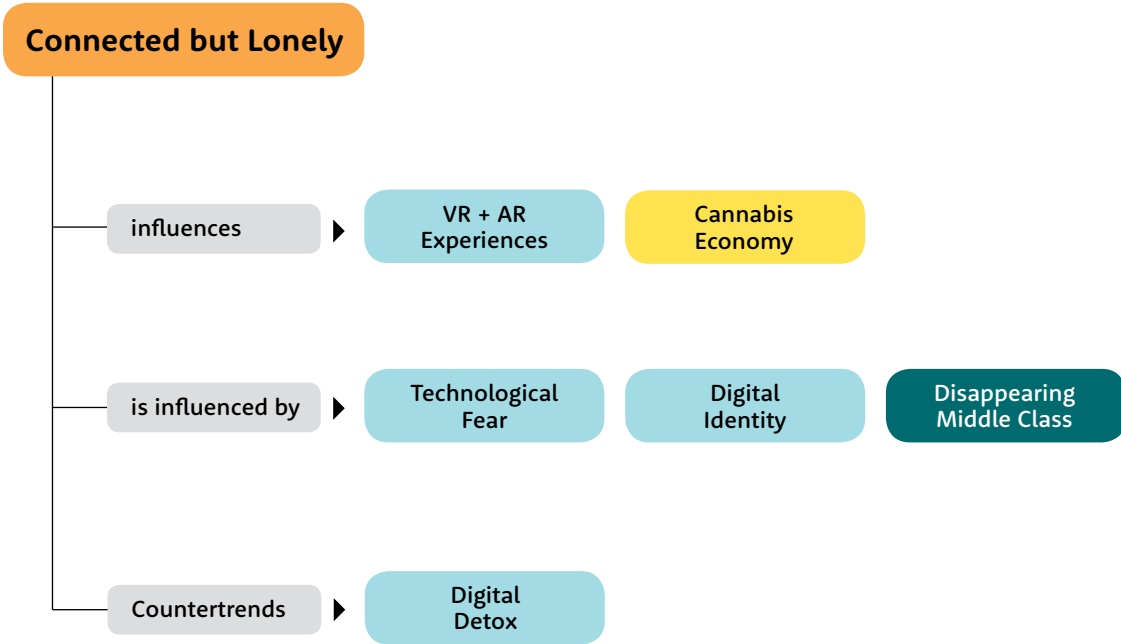 Connected but Lonely
influences
VR + AR
Experiences
Cannabis
Economy
is influenced by
Technological
Fear
Digital
Identity
Disappearing
Middle Class
Countertrends
Digital
Detox